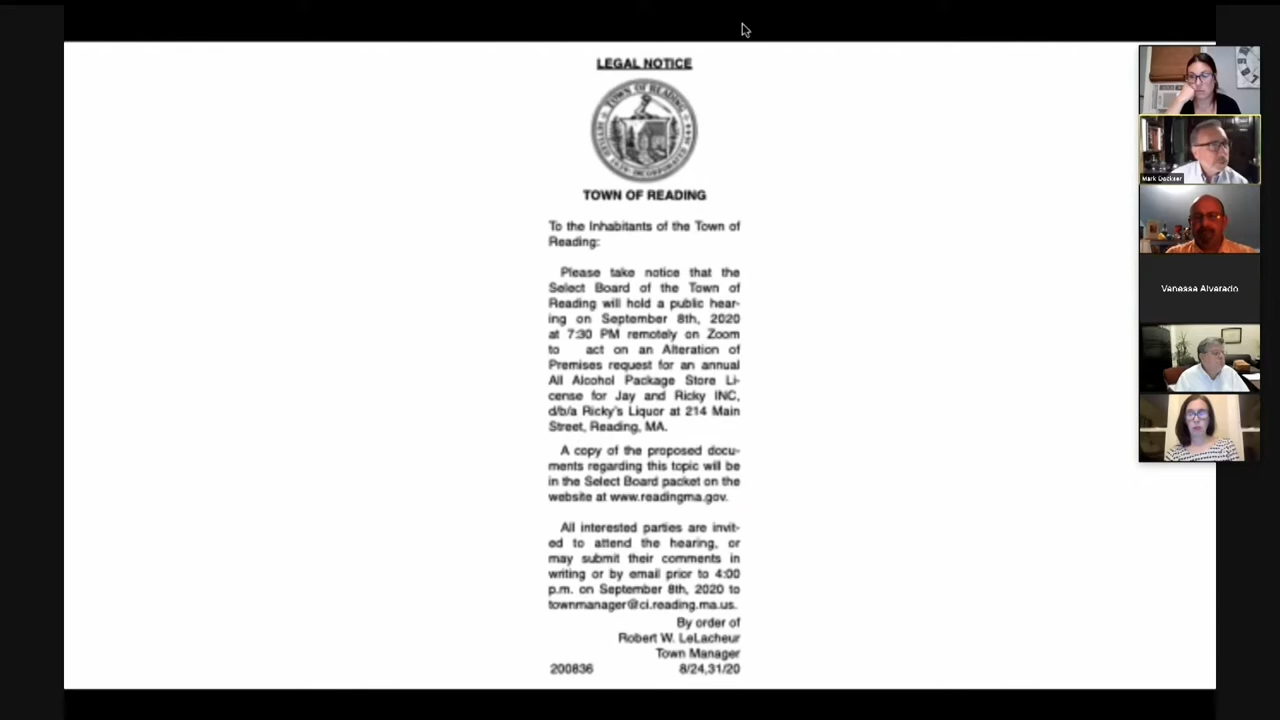 LEGAL NOTICE
TOWN OF READING
To the Inhabitants of the Town of
Reading:
Please take notice that the
Select Board of the Town of
Reading will hold a public hear-
ing on September 8th, 2020
at 7:30 PM remotely on Zoom
to act on an Alteration of
Premises request for an annual
All Alcohol Package Store Li-
cense for Jay and Ricky INC,
d/b/a Ricky's Liquor at 214 Main
Street, Reading, MA.
A copy of the proposed docu-
ments regarding this topic will be
in the Select Board packet on the
website at www.readingma.gov.
All interested parties are invit-
ed to attend the hearing, or
may submit their comments in
writing or by email prior to 4:00
p.m. on September 8th, 2020 to
townmanager@ci.reading.ma.us.
By order of
Robert W. LeLacheur
Town Manager
200836 8/24,31/20
Mark Dockser
Vanessa Alvarado